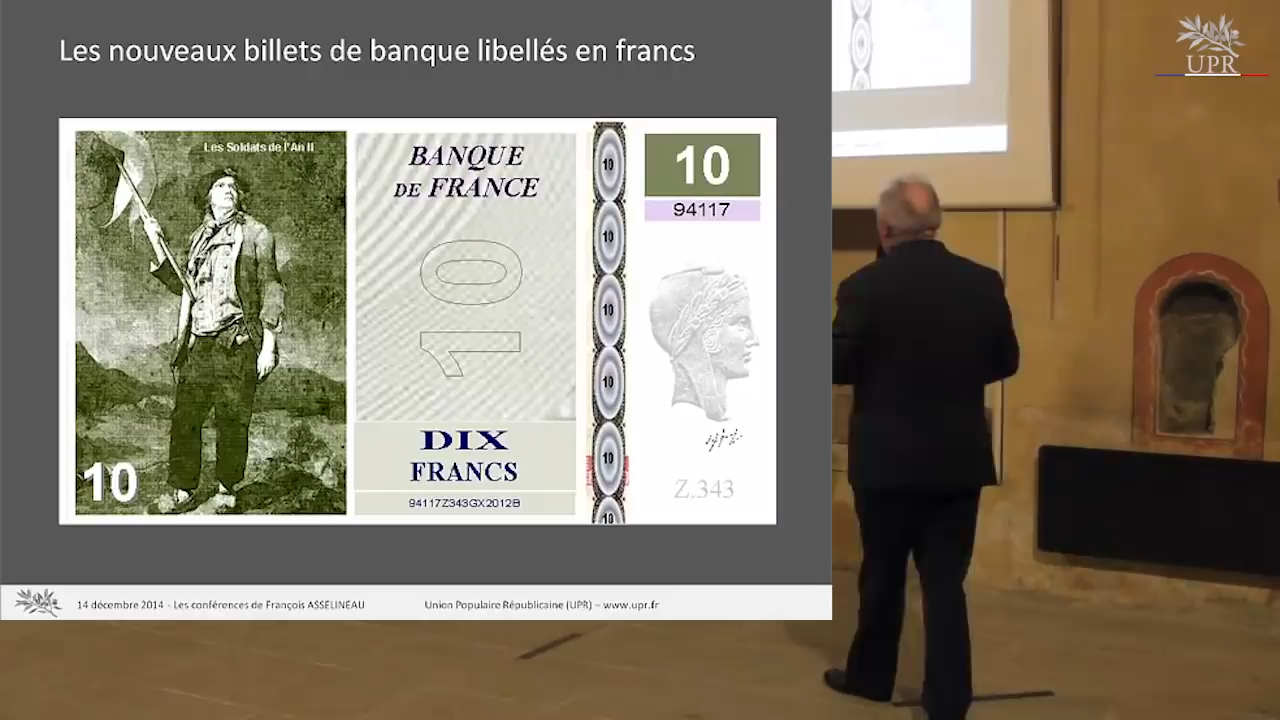 Les nouveaux billets de banque libellés en francs
Les Soldats de l'An II
10
BANQUE
DE FRANCE
10
DIX
FRANCS
94117Z343GX2012B
10
10
10
10
10
10
10
94117
Z.343
14 décembre 2014 - Les conférences de François ASSELINEAU
Union Populaire Républicaine (UPR) – www.upr.fr
UPR